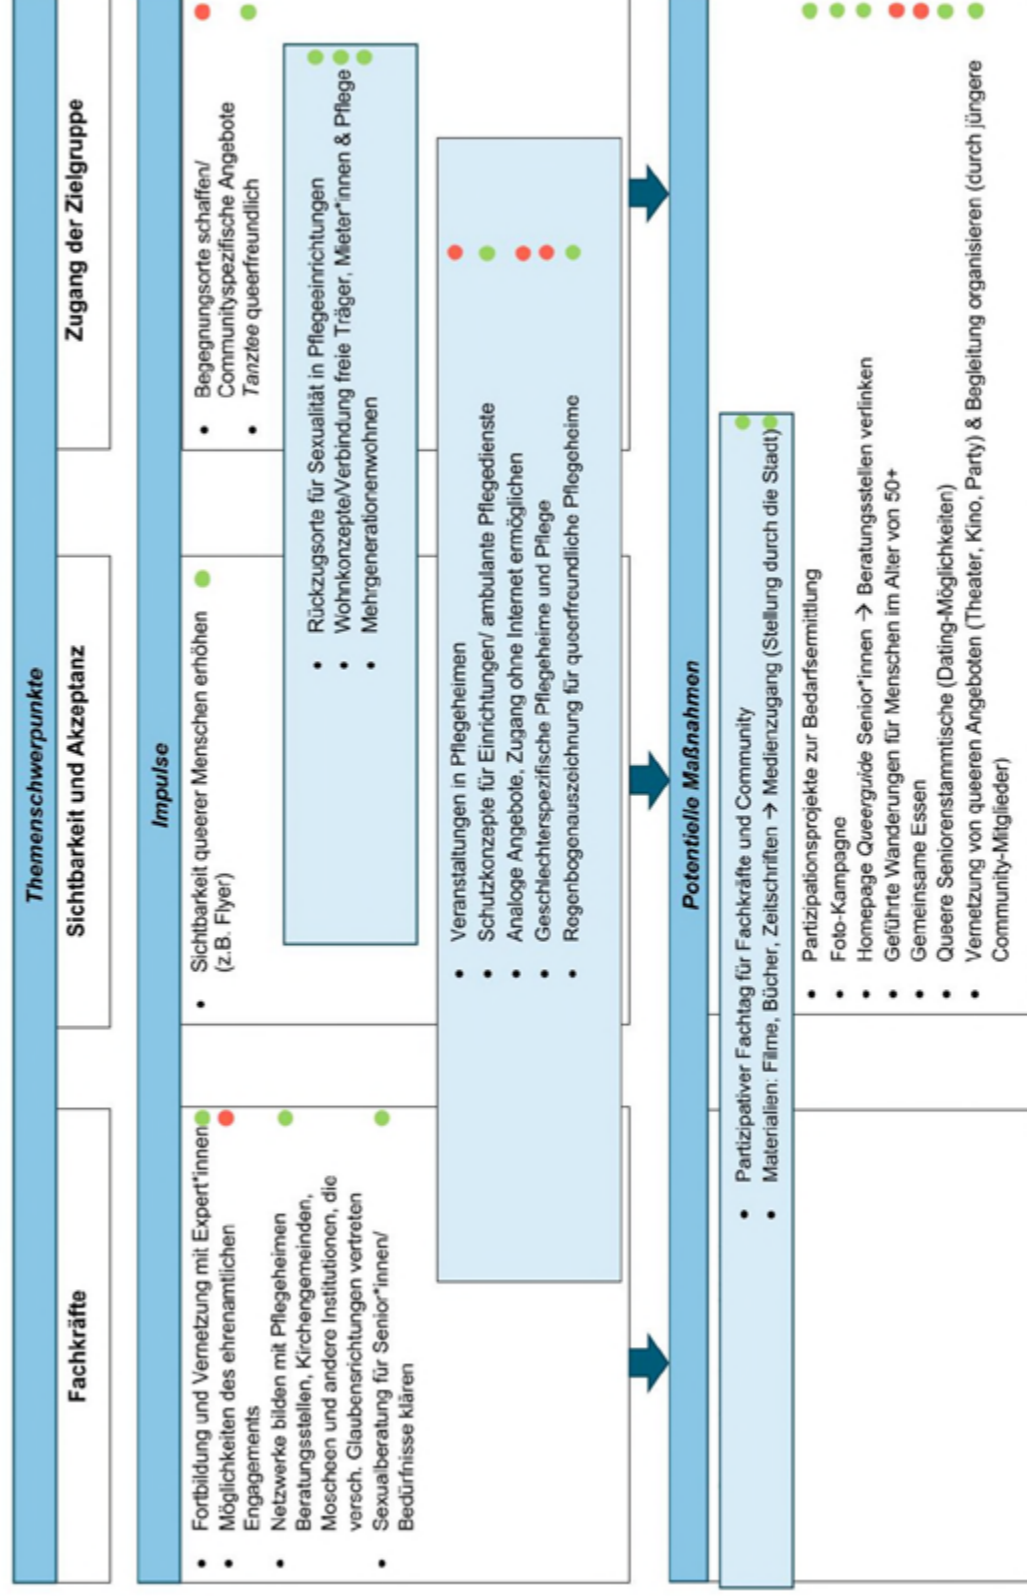 Themenschwerpunkte
Fachkräfte
Sichtbarkeit und Akzeptanz
Zugang der Zielgruppe
Impulse
• Fortbildung und Vernetzung mit Expert*innen
• Möglichkeiten des ehrenamtlichen
Engagements
• Netzwerke bilden mit Pflegeheimen
Beratungsstellen, Kirchengemeinden,
Moscheen und andere Institutionen, die
versch. Glaubensrichtungen vertreten
• Sexualberatung für Senior*innen/
Bedürfnisse klären
• Sichtbarkeit queerer Menschen erhöhen
(z.B. Flyer)
• Begegnungsorte schaffen/
Communityspezifische Angebote
• Tanztee queerfreundlich
• Rückzugsorte für Sexualität in Pflegeeinrichtungen
• Wohnkonzepte/Verbindung freie Träger, Mieter*innen & Pflege
• Mehrgenerationenwohnen
• Veranstaltungen in Pflegeheimen
• Schutzkonzepte für Einrichtungen/ ambulante Pflegedienste
• Analoge Angebote, Zugang ohne Internet ermöglichen
• Geschlechterspezifische Pflegeheime und Pflege
• Regenbogenauszeichnung für queerfreundliche Pflegeheime
Potentielle Maßnahmen
• Partizipativer Fachtag für Fachkräfte und Community
• Materialien: Filme, Bücher, Zeitschriften → Medienzugang (Stellung durch die Stadt)
• Partizipationsprojekte zur Bedarfsermittlung
• Foto-Kampagne
• Homepage Queerguide Senior*innen → Beratungsstellen verlinken
• Geführte Wanderungen für Menschen im Alter von 50+
• Gemeinsame Essen
• Queere Seniorenstammtische (Dating-Möglichkeiten)
• Vernetzung von queeren Angeboten (Theater, Kino, Party) & Begleitung organisieren (durch jüngere
Community-Mitglieder)